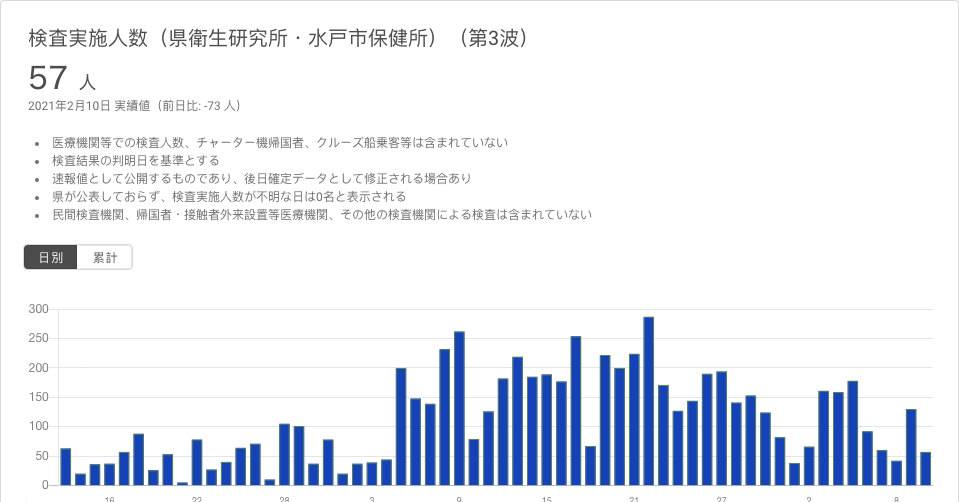 検査実施人数（県衛生研究所・水戸市保健所）（第3波）
57 人
2021年2月10日 実績値（前日比: -73 人）
• 医療機関等での検査人数、チャーター機帰国者、クルーズ船乗客等は含まれていない
• 検査結果の判明日を基準とする
• 速報値として公開するものであり、後日確定データとして修正される場合あり
• 県が公表しておらず、検査実施人数が不明な日は0名と表示される
• 民間検査機関、帰国者・接触者外来設置等医療機関、その他の検査機関による検査は含まれていない
日別 累計
300
250
200
150
100
50
0
16 22 28 3 9 15 21 27 2 8